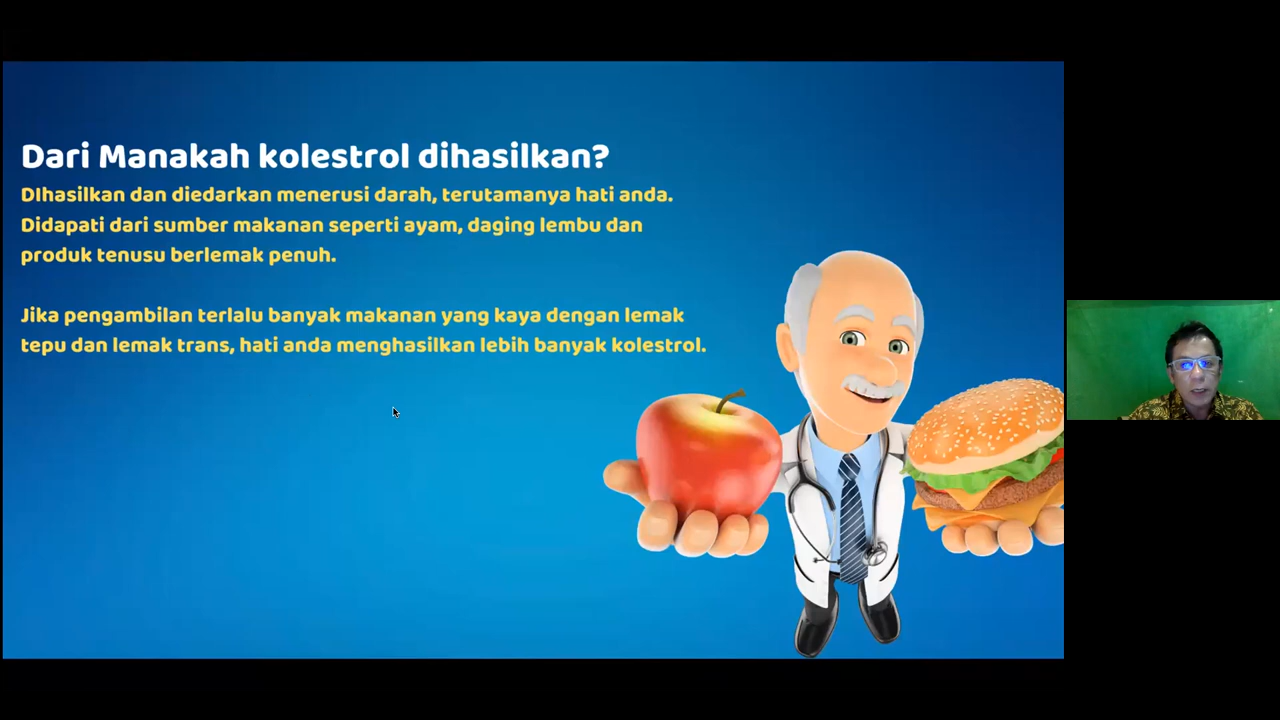 Dari Manakah kolestrol dihasilkan?
DIhasilkan dan diedarkan menerusi darah, terutamanya hati anda.
Didapati dari sumber makanan seperti ayam, daging lembu dan
produk tenusu berlemak penuh.
Jika pengambilan terlalu banyak makanan yang kaya dengan lemak
tepu dan lemak trans, hati anda menghasilkan lebih banyak kolestrol.